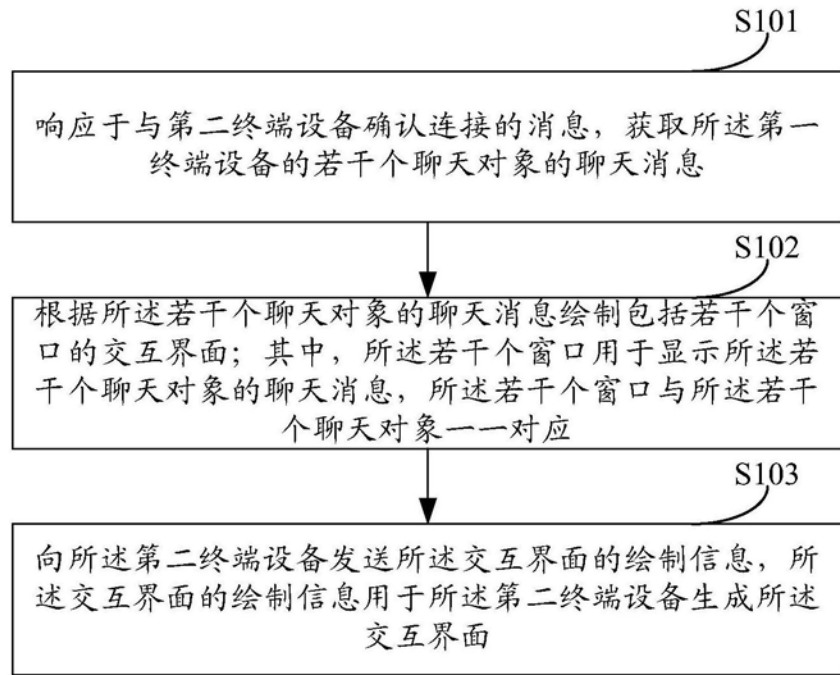 S101
响应于与第二终端设备确认连接的消息，获取所述第一
终端设备的若干个聊天对象的聊天消息
S102
根据所述若干个聊天对象的聊天消息绘制包括若干个窗
口的交互界面；其中，所述若干个窗口用于显示所述若
干个聊天对象的聊天消息，所述若干个窗口与所述若干
个聊天对象一一对应
S103
向所述第二终端设备发送所述交互界面的绘制信息，所
述交互界面的绘制信息用于所述第二终端设备生成所述
交互界面